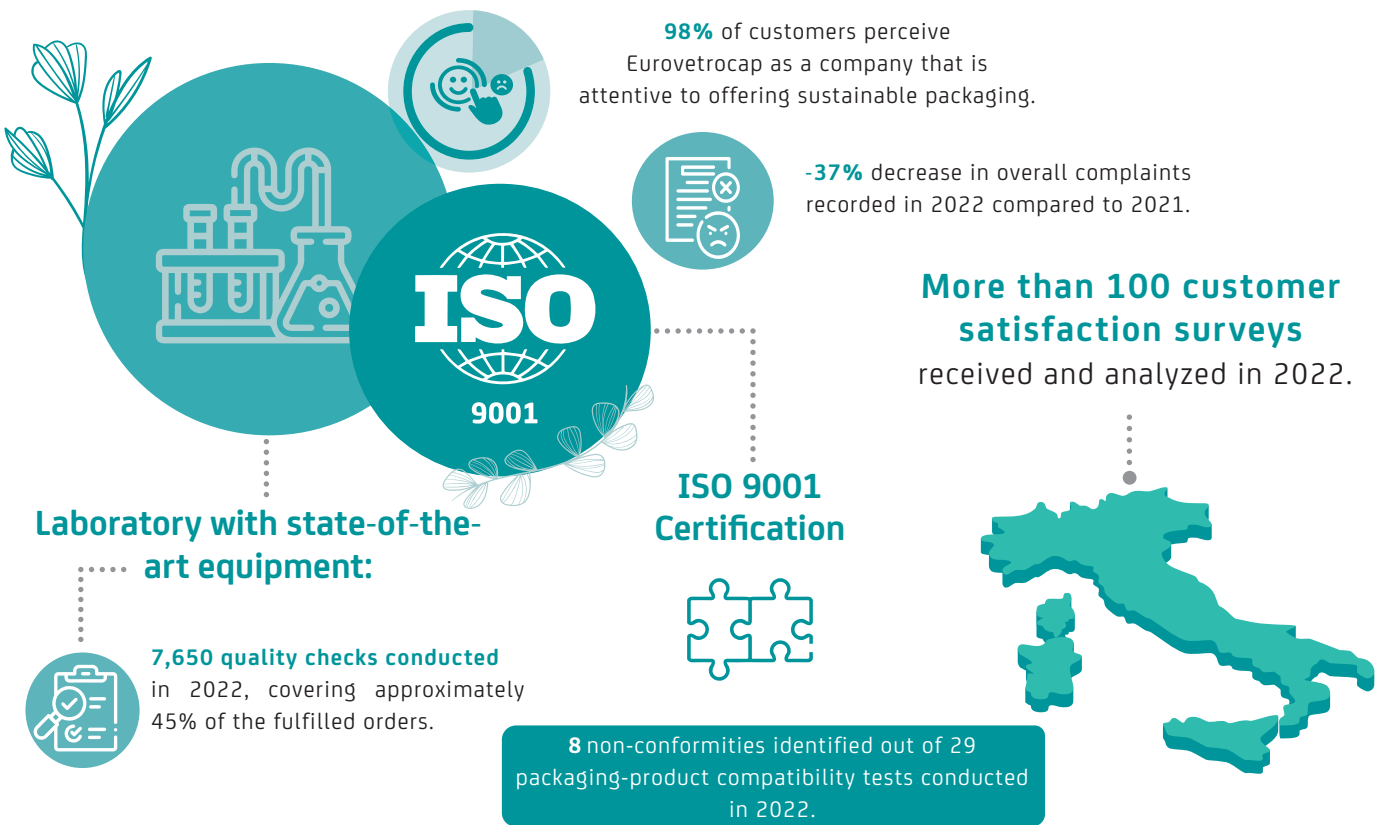 98% of customers perceive
Eurovetrocap as a company that is
attentive to offering sustainable packaging.
-37% decrease in overall complaints
recorded in 2022 compared to 2021.
ISO
9001
More than 100 customer
satisfaction surveys
received and analyzed in 2022.
ISO 9001
Certification
Laboratory with state-of-the-
art equipment:
7,650 quality checks conducted
in 2022, covering approximately
45% of the fulfilled orders.
8 non-conformities identified out of 29
packaging-product compatibility tests conducted
in 2022.